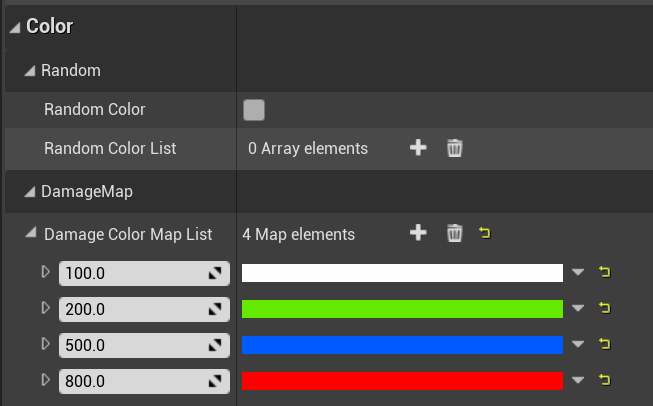 Color
Random
Random Color
Random Color List 0 Array elements
DamageMap
Damage Color Map List 4 Map elements
100.0
200.0
500.0
800.0